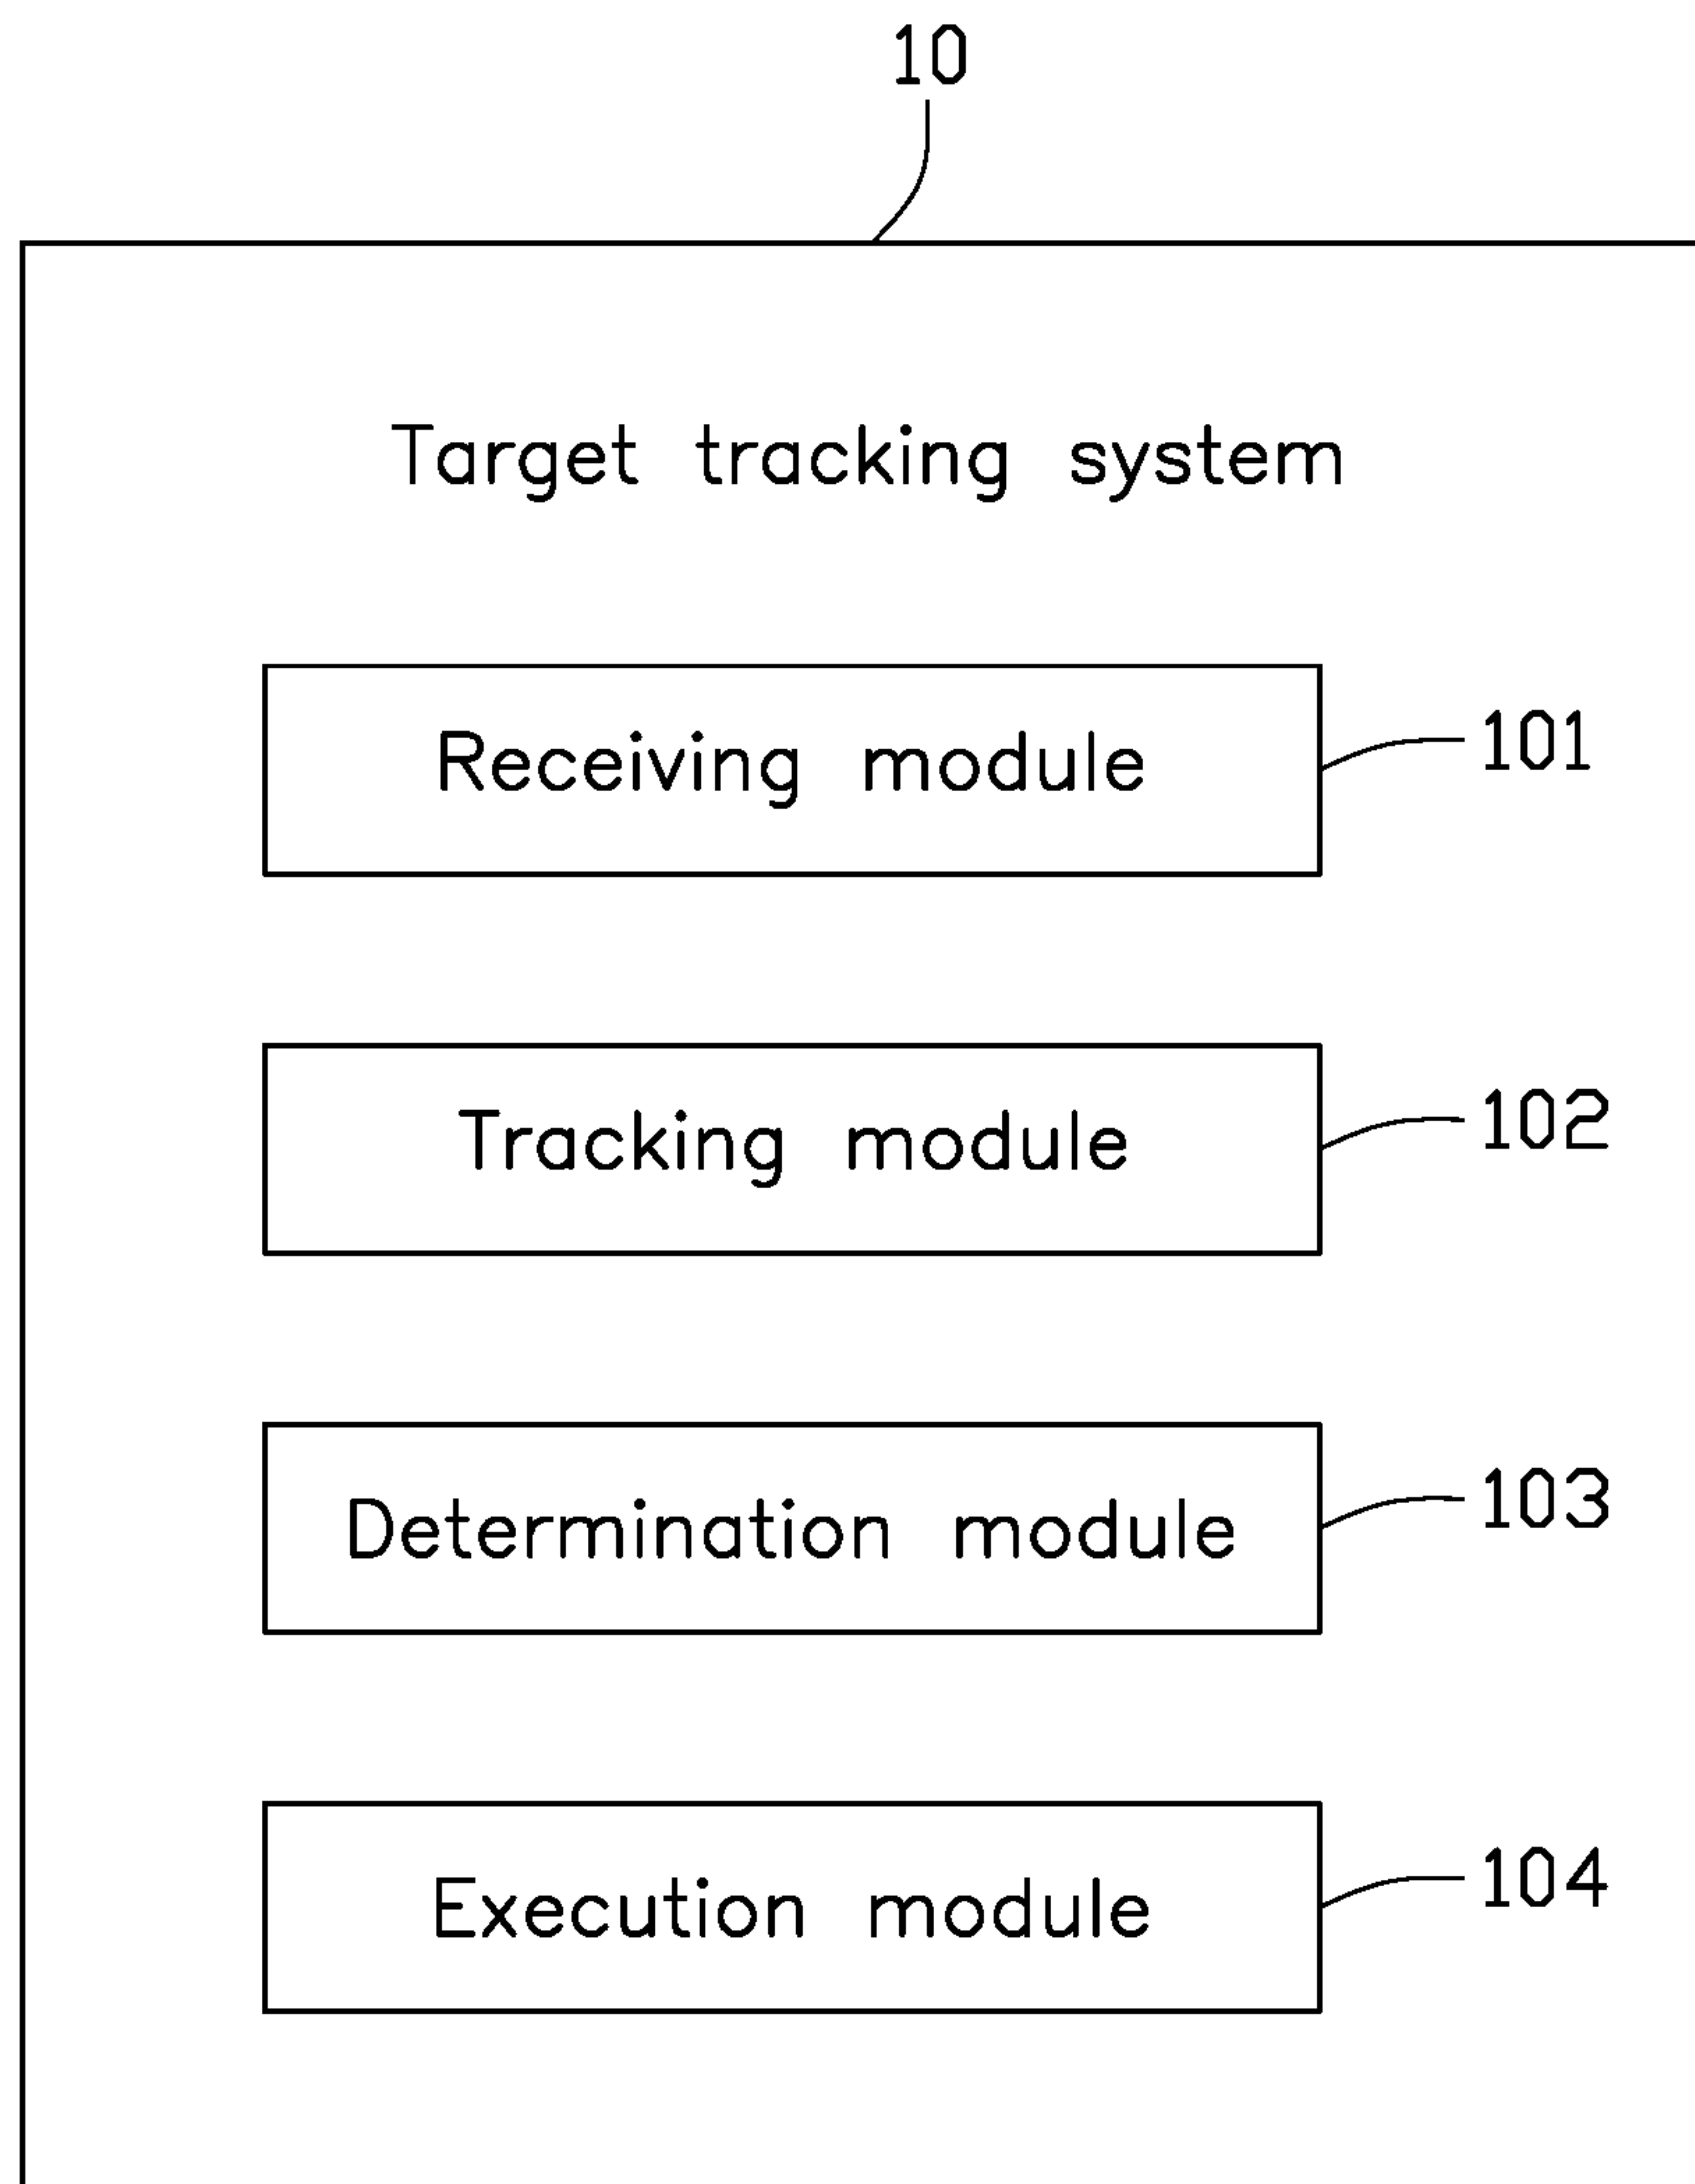 10
Target tracking system
Receiving module
101
Tracking module
102
Determination module
103
Execution module
104